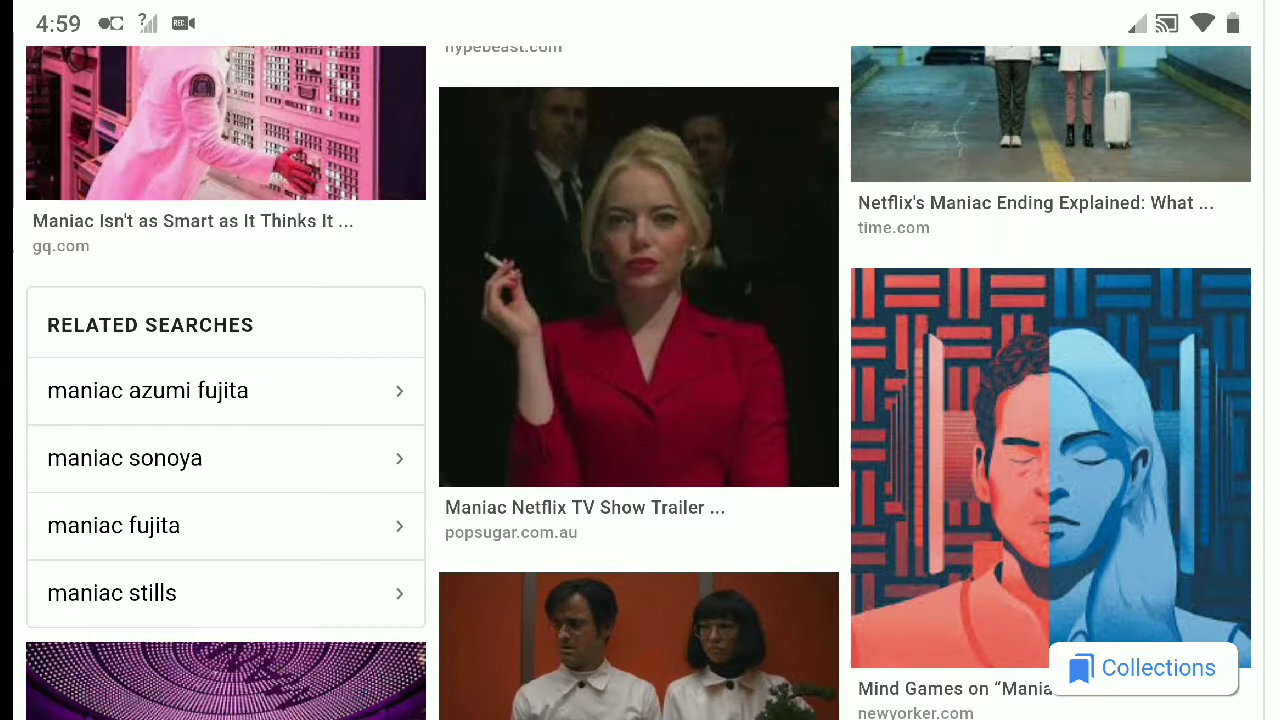 4:59
REC
hypebeast.com
Maniac Isn't as Smart as It Thinks It ...
gq.com
RELATED SEARCHES
maniac azumi fujita
maniac sonoya
maniac fujita
maniac stills
Maniac Netflix TV Show Trailer ...
popsugar.com.au
Netflix's Maniac Ending Explained: What ...
time.com
Collections
Mind Games on “Mania
newyorker.com